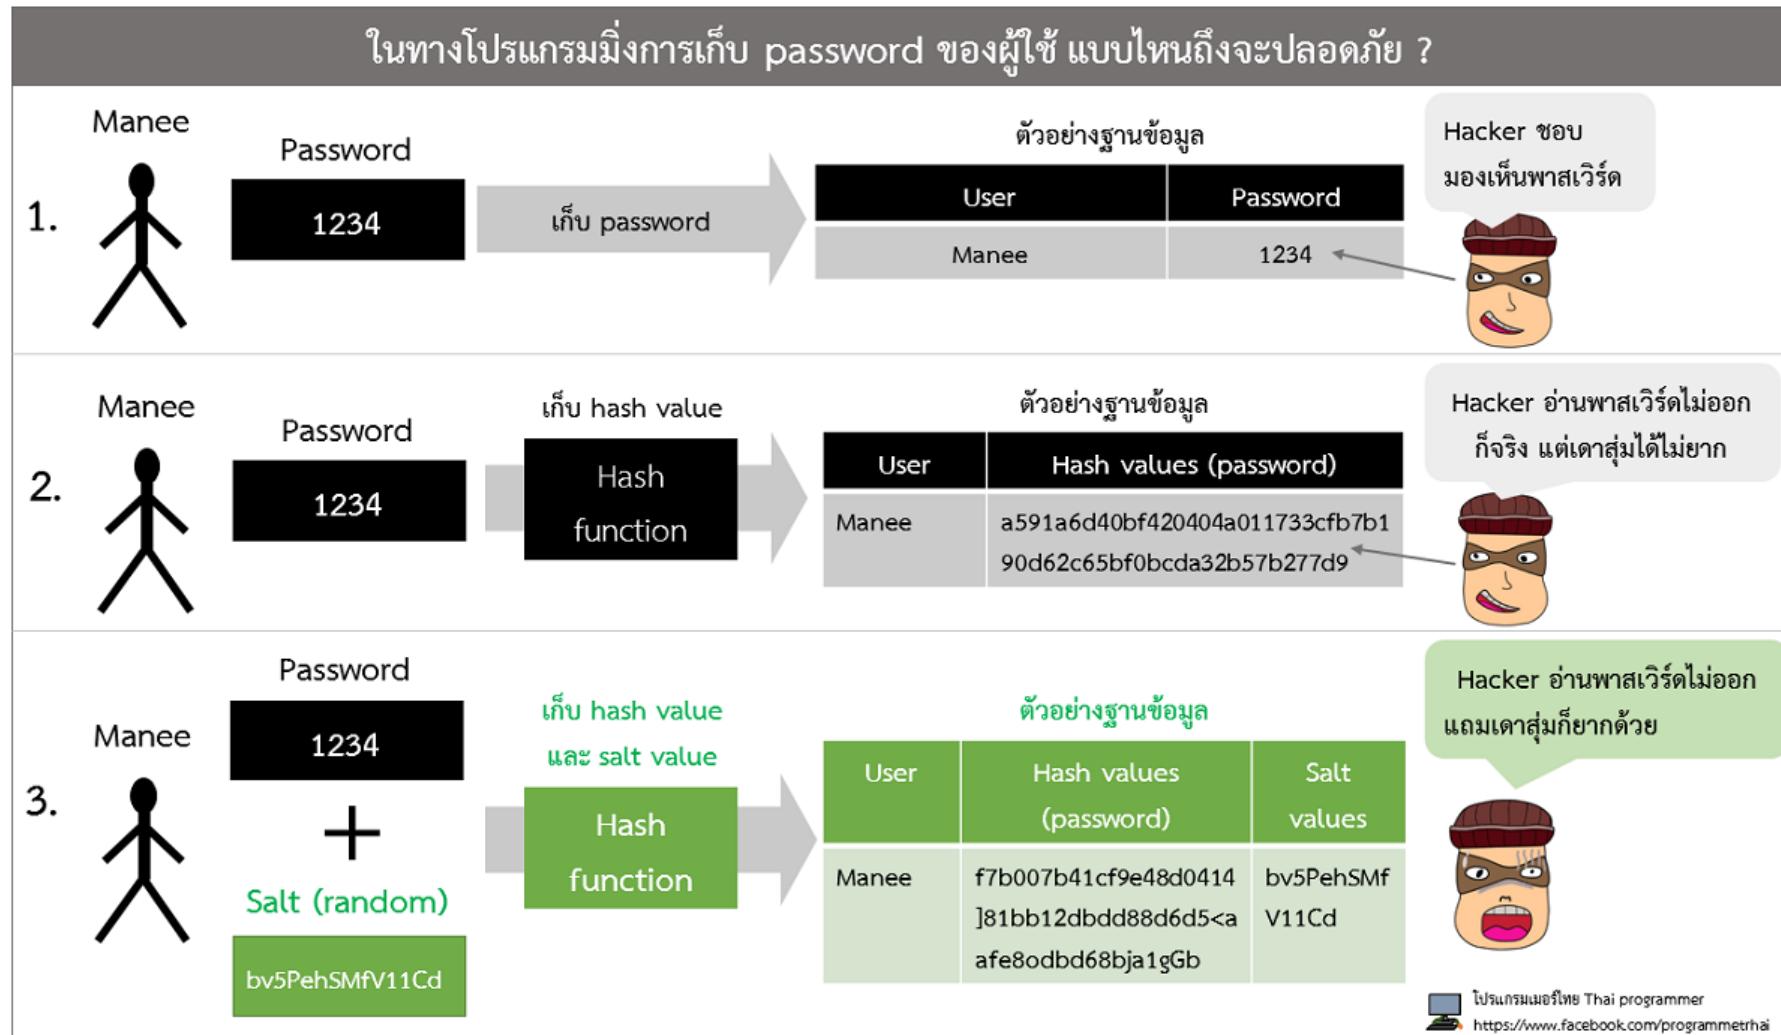 ในทางโปรแกรมมิ่งการเก็บ password ของผู้ใช้ แบบไหนถึงจะปลอดภัย ?
1.
Manee
Password
1234
เก็บ password
ตัวอย่างฐานข้อมูล
User Password
Manee 1234
Hacker ชอบ
มองเห็นพาสเวิร์ด
2.
Manee
Password
1234
เก็บ hash value
Hash
function
ตัวอย่างฐานข้อมูล
User Hash values (password)
Manee a591a6d40bf420404a011733cfb7b1
90d62c65bf0bcda32b57b277d9
Hacker อ่านพาสเวิร์ดไม่ออก
ก็จริง แต่เดาสุ่มได้ไม่ยาก
3.
Manee
Password
1234
+
Salt (random)
bv5PehSMfV11Cd
เก็บ hash value
และ salt value
Hash
function
ตัวอย่างฐานข้อมูล
User Hash values Salt
(password) values
Manee f7b007b41cf9e48d0414 bv5PehSMf
]81bb12dbdd88d6d5<a V11Cd
afe8odbd68bja1gGb
Hacker อ่านพาสเวิร์ดไม่ออก
แถมเดาสุ่มก็ยากด้วย
โปรแกรมเมอร์ไทย Thai programmer
https://www.facebook.com/programmetrhai